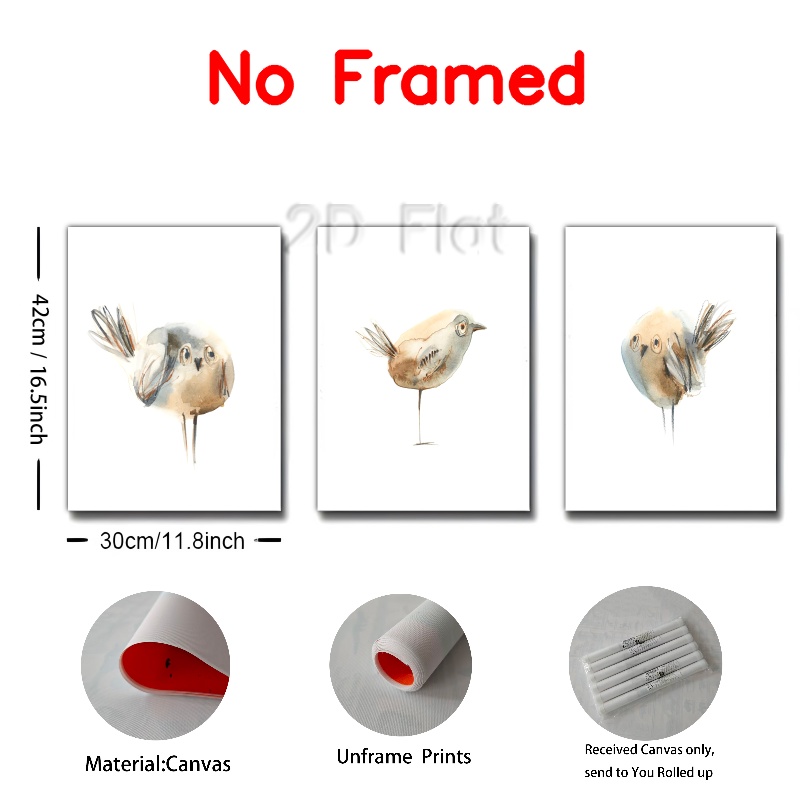 No Framed
2D Flat
42cm / 16.5inch
30cm/11.8inch
Material:Canvas
Unframe Prints
Received Canvas only,
send to You Rolled up